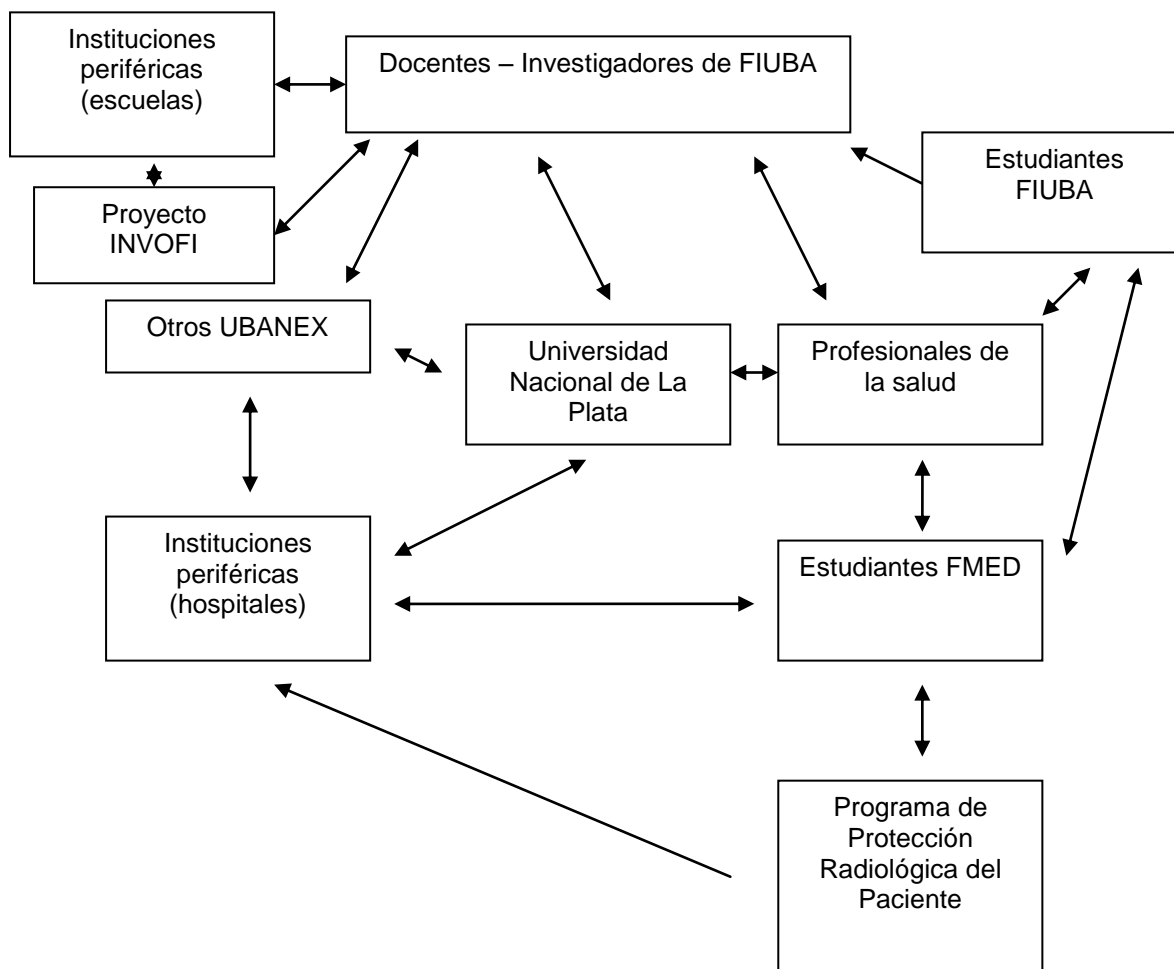 Instituciones
periféricas
(escuelas)
Docentes – Investigadores de FIUBA
Estudiantes
FIUBA
Proyecto
INVOFI
Otros UBANEX
Universidad
Nacional de La
Plata
Profesionales de
la salud
Instituciones
periféricas
(hospitales)
Estudiantes FMED
Programa de
Protección
Radiológica del
Paciente